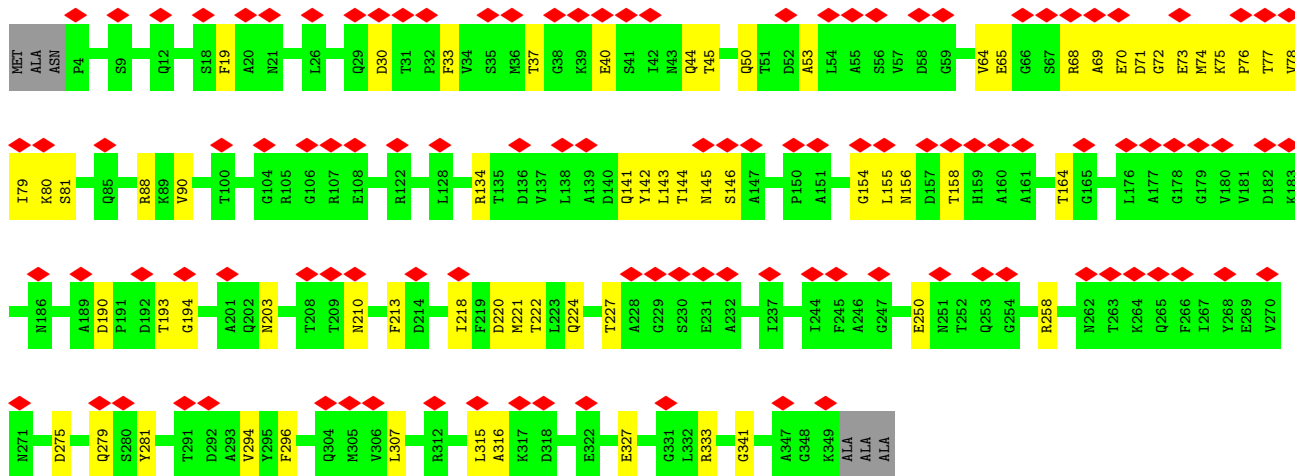 MET ALA ASN P4 S9 Q12 S18 F19 A20 N21 L26 Q29 D30 T31 P32 F33 V34 S35 M36 T37 G38 K39 E40 S41 I42 N43 Q44 T45 Q50 T51 D52 A53 L54 A55 S56 V57 D58 G59 V64 E65 G66 S67 R68 A69 E70 D71 G72 E73 M74 K75 P76 T77 V78
I79 K80 S81 Q85 R88 K89 V90 T100 G104 R105 G106 R107 E108 R122 L128 R134 T135 D136 V137 L138 A139 D140 Q141 Y142 L143 T144 N145 S146 A147 P150 A151 G154 L155 N156 D157 T158 H159 A160 A161 T164 G165 L176 A177 G178 G179 V180 V181 D182 K183
N186 A189 D190 P191 D192 T193 G194 A201 Q202 N203 T208 T209 N210 F213 D214 I218 F219 D220 M221 T222 L223 Q224 T227 A228 G229 S230 E231 A232 I237 I244 F245 A246 G247 E250 N251 T252 Q253 G254 R258 N262 T263 K264 Q265 F266 I267 Y268 E269 V270
N271 D275 Q279 S280 Y281 T291 D292 A293 V294 Y295 F296 Q304 M305 V306 L307 R312 L315 A316 K317 D318 E322 E327 G331 L332 R333 G341 A347 G348 K349 ALA ALA ALA